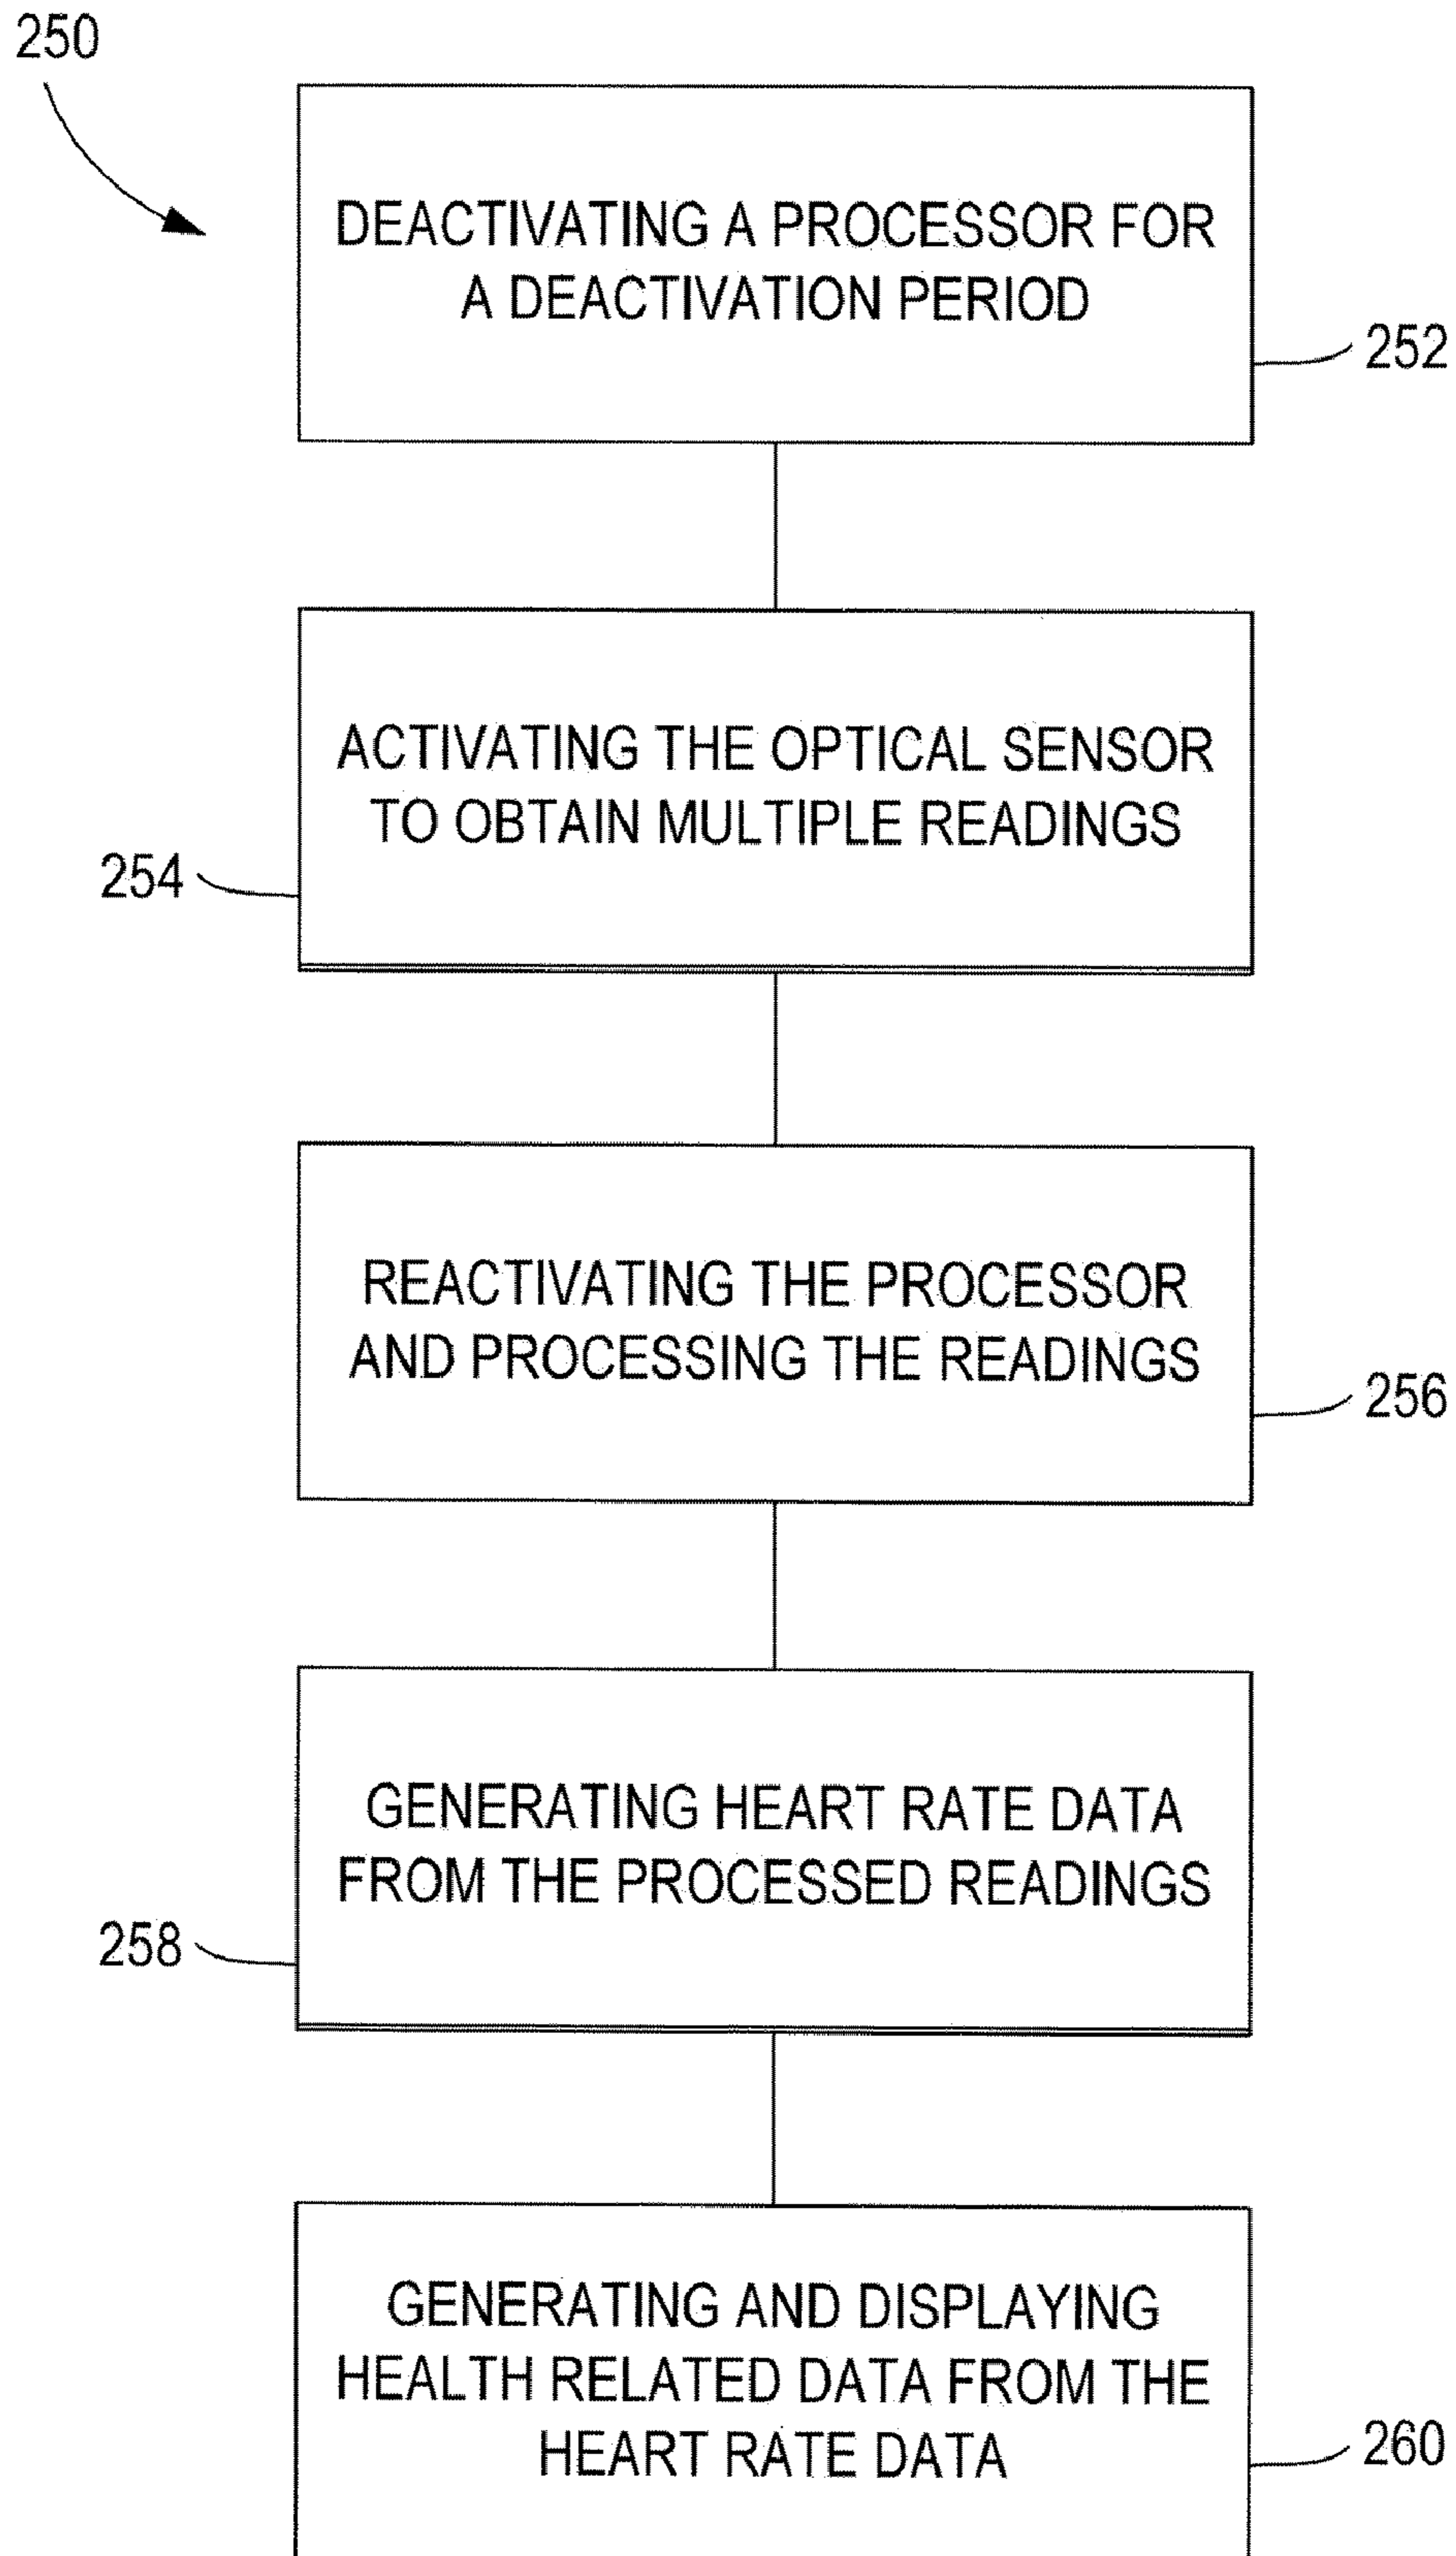 250
DEACTIVATING A PROCESSOR FOR
A DEACTIVATION PERIOD
252
ACTIVATING THE OPTICAL SENSOR
TO OBTAIN MULTIPLE READINGS
254
REACTIVATING THE PROCESSOR
AND PROCESSING THE READINGS
256
GENERATING HEART RATE DATA
FROM THE PROCESSED READINGS
258
GENERATING AND DISPLAYING
HEALTH RELATED DATA FROM THE
HEART RATE DATA
260